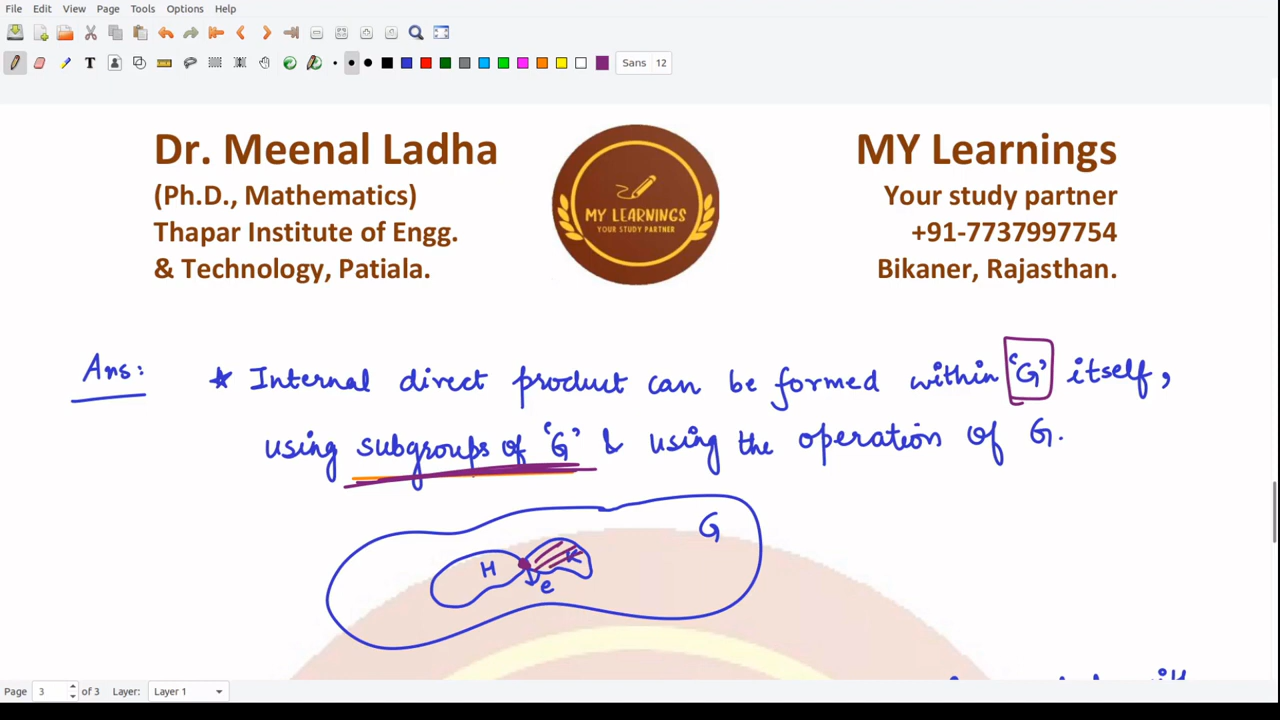 File Edit View Page Tools Options Help
Sans 12
Dr. Meenal Ladha
(Ph.D., Mathematics)
Thapar Institute of Engg.
& Technology, Patiala.
MY LEARNINGS
YOUR STUDY PARTNER
MY Learnings
Your study partner
+91-7737997754
Bikaner, Rajasthan.
Ans: * Internal direct product can be formed within 'G' itself,
using subgroups of 'G' & using the operation of G.
G
H K
e
Page 3 of 3 Layer: Layer 1